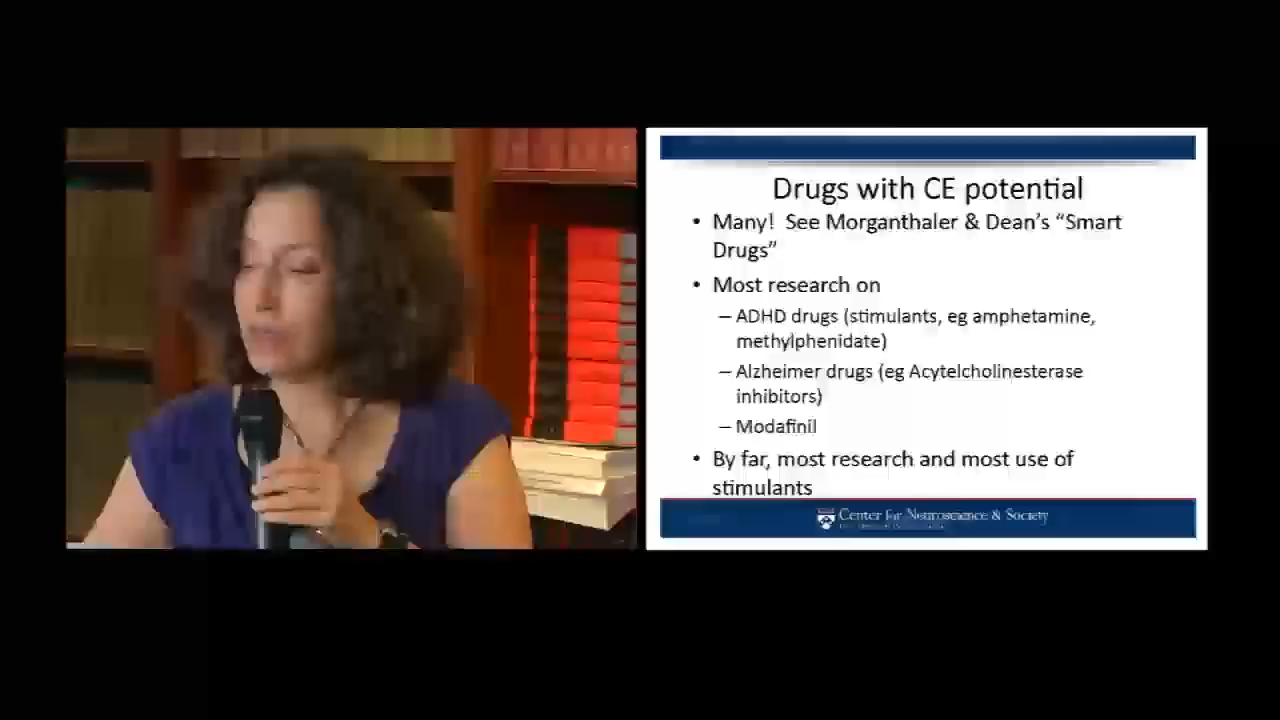 Drugs with CE potential
• Many! See Morganthaler & Dean's “Smart
Drugs”
• Most research on
– ADHD drugs (stimulants, eg amphetamine,
methylphenidate)
– Alzheimer drugs (eg Acytelcholinesterase
inhibitors)
– Modafinil
• By far, most research and most use of
stimulants
Center for Neuroscience & Society